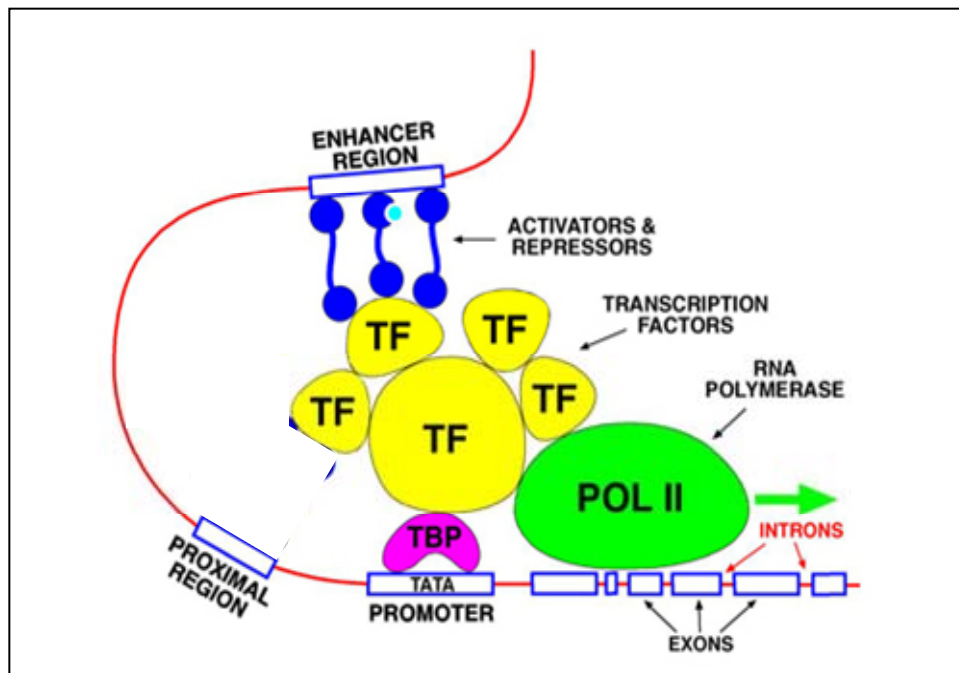 ENHANCER
REGION
ACTIVATORS &
REPRESSORS
TF
TF
TRANSCRIPTION
FACTORS
TF
TF
TF
RNA
POLYMERASE
POL II
TBP
INTRONS
PROXIMAL
REGION
TATA
PROMOTER
EXONS